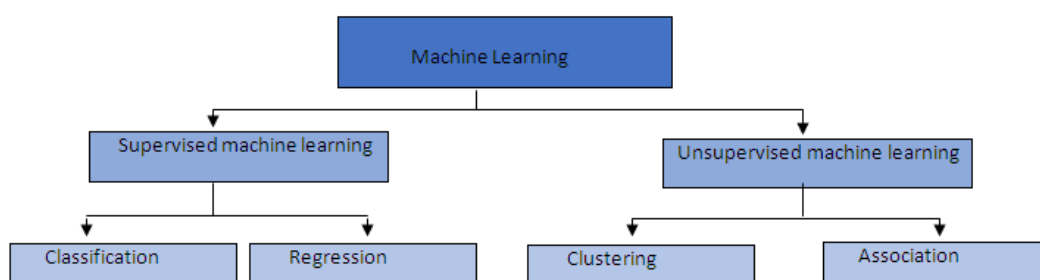 Machine Learning
Supervised machine learning
Unsupervised machine learning
Classification
Regression
Clustering
Association